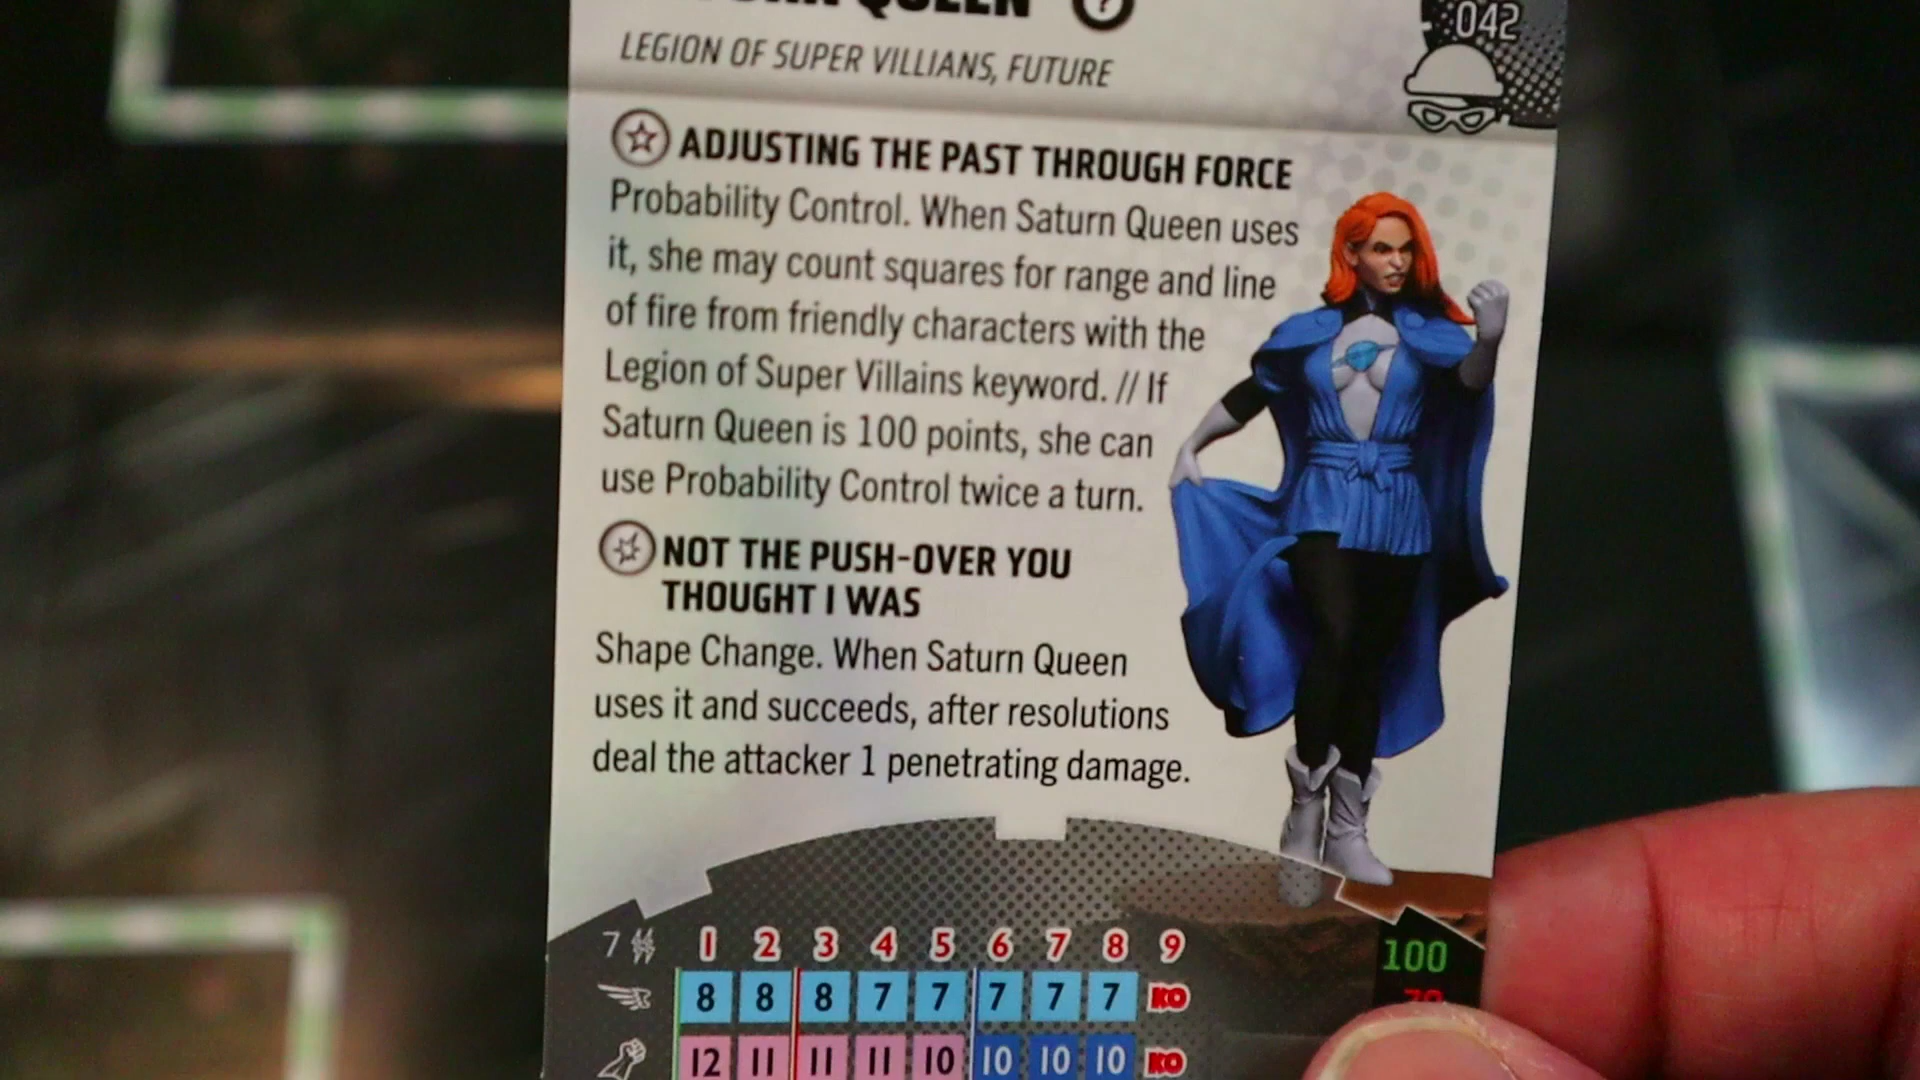 QUEEN ?
042
LEGION OF SUPER VILLIANS, FUTURE
ADJUSTING THE PAST THROUGH FORCE
Probability Control. When Saturn Queen uses
it, she may count squares for range and line
of fire from friendly characters with the
Legion of Super Villains keyword. // If
Saturn Queen is 100 points, she can
use Probability Control twice a turn.
NOT THE PUSH-OVER YOU
THOUGHT I WAS
Shape Change. When Saturn Queen
uses it and succeeds, after resolutions
deal the attacker 1 penetrating damage.
7 1 2 3 4 5 6 7 8 9
100
8 8 8 7 7 7 7 7 KO
12 11 11 11 10 10 10 10 KO